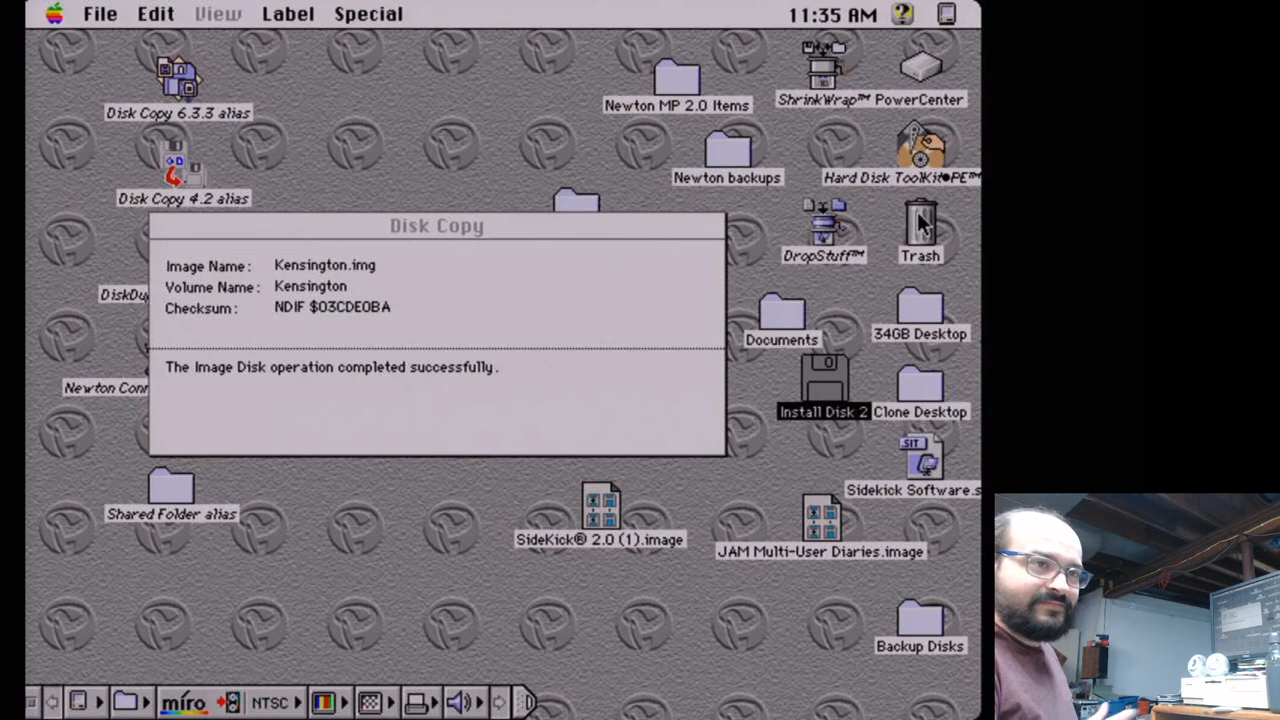 File Edit View Label Special 11:35 AM
Disk Copy 6.3.3 alias
Newton MP 2.0 Items
ShrinkWrap™
PowerCenter
Disk Copy 4.2 alias
Newton backups
Hard Disk ToolKit•PE™
Disk Copy
Image Name: Kensington.img
Volume Name: Kensington
Checksum: NDIF $03CDE0BA
The Image Disk operation completed successfully.
DropStuff™
Trash
DiskDu
Documents
34GB Desktop
Newton Conn
Install Disk 2
Clone Desktop
.SIT
Sidekick Software.s
Shared Folder alias
SideKick® 2.0 (1).image
JAM Multi-User Diaries.image
Backup Disks
miro NTSC